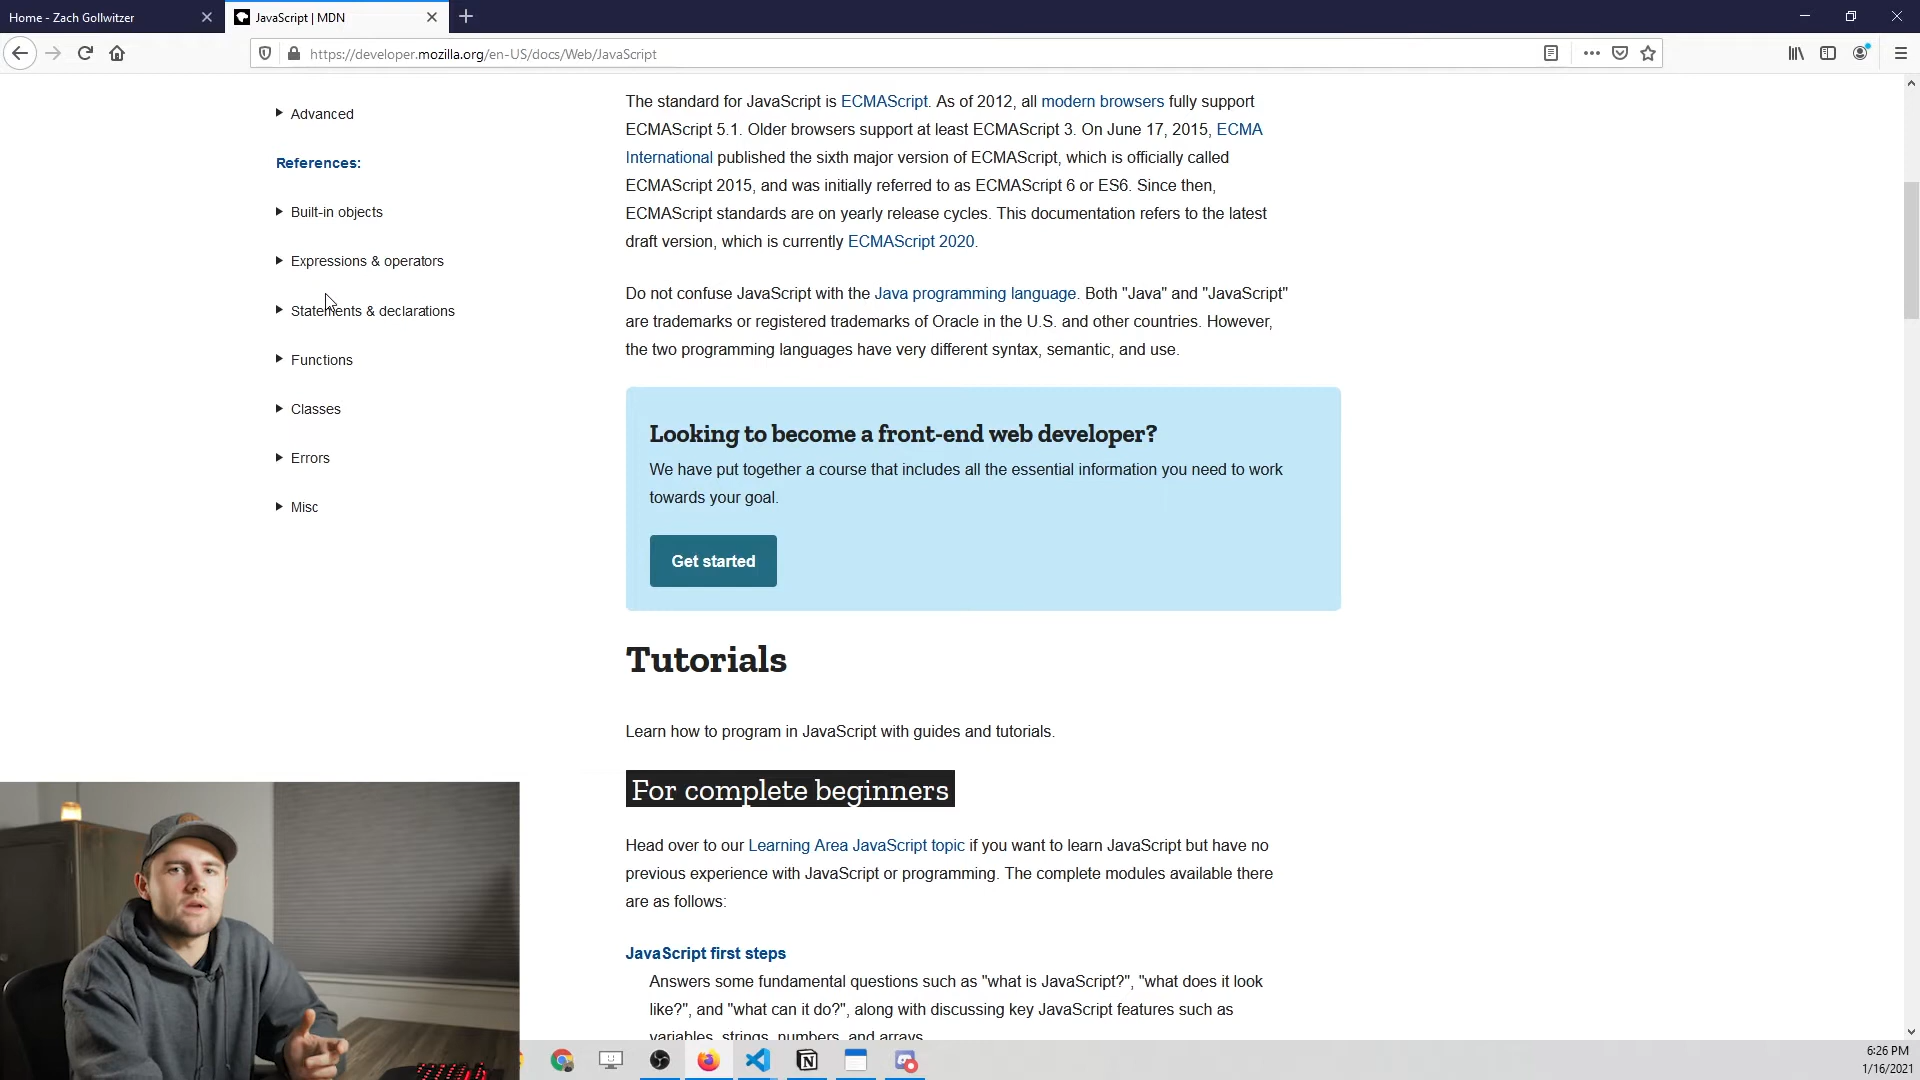 Home - Zach Gollwitzer
JavaScript | MDN
https://developer.mozilla.org/en-US/docs/Web/JavaScript
Advanced
References:
Built-in objects
Expressions & operators
Statements & declarations
Functions
Classes
Errors
Misc
The standard for JavaScript is ECMAScript. As of 2012, all modern browsers fully support
ECMAScript 5.1. Older browsers support at least ECMAScript 3. On June 17, 2015, ECMA
International published the sixth major version of ECMAScript, which is officially called
ECMAScript 2015, and was initially referred to as ECMAScript 6 or ES6. Since then,
ECMAScript standards are on yearly release cycles. This documentation refers to the latest
draft version, which is currently ECMAScript 2020.
Do not confuse JavaScript with the Java programming language. Both "Java" and "JavaScript"
are trademarks or registered trademarks of Oracle in the U.S. and other countries. However,
the two programming languages have very different syntax, semantic, and use.
Looking to become a front-end web developer?
We have put together a course that includes all the essential information you need to work
towards your goal.
Get started
Tutorials
Learn how to program in JavaScript with guides and tutorials.
For complete beginners
Head over to our Learning Area JavaScript topic if you want to learn JavaScript but have no
previous experience with JavaScript or programming. The complete modules available there
are as follows:
JavaScript first steps
Answers some fundamental questions such as "what is JavaScript?", "what does it look
like?", and "what can it do?", along with discussing key JavaScript features such as
variables, strings, numbers, and arrays.
6:26 PM
1/16/2021